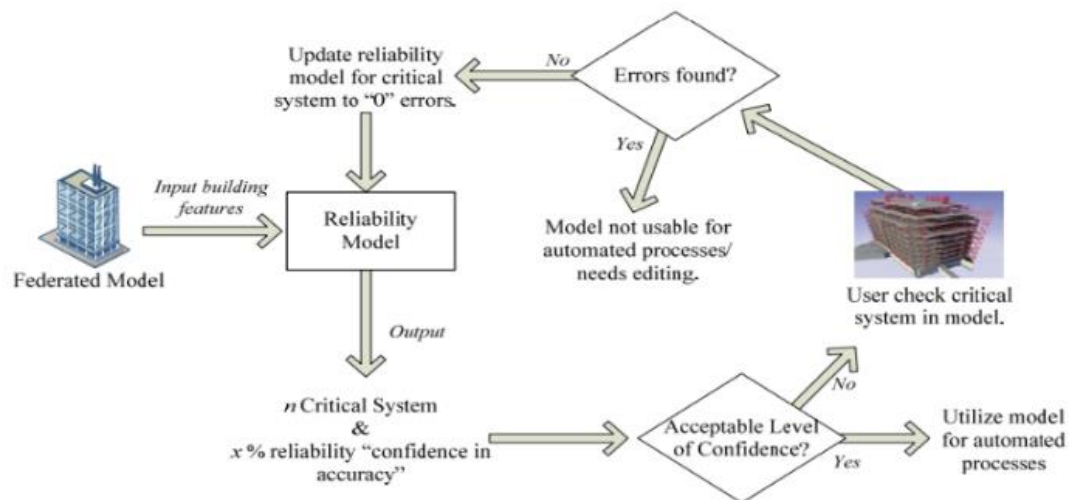 Update reliability
model for critical
system to “0” errors.
No
Errors found?
Yes
Input building
features
Reliability
Model
Federated Model
Model not usable for
automated processes/
needs editing.
User check critical
system in model.
Output
n Critical System
&
x % reliability “confidence in
accuracy”
Acceptable Level
of Confidence?
No
Yes
Utilize model
for automated
processes